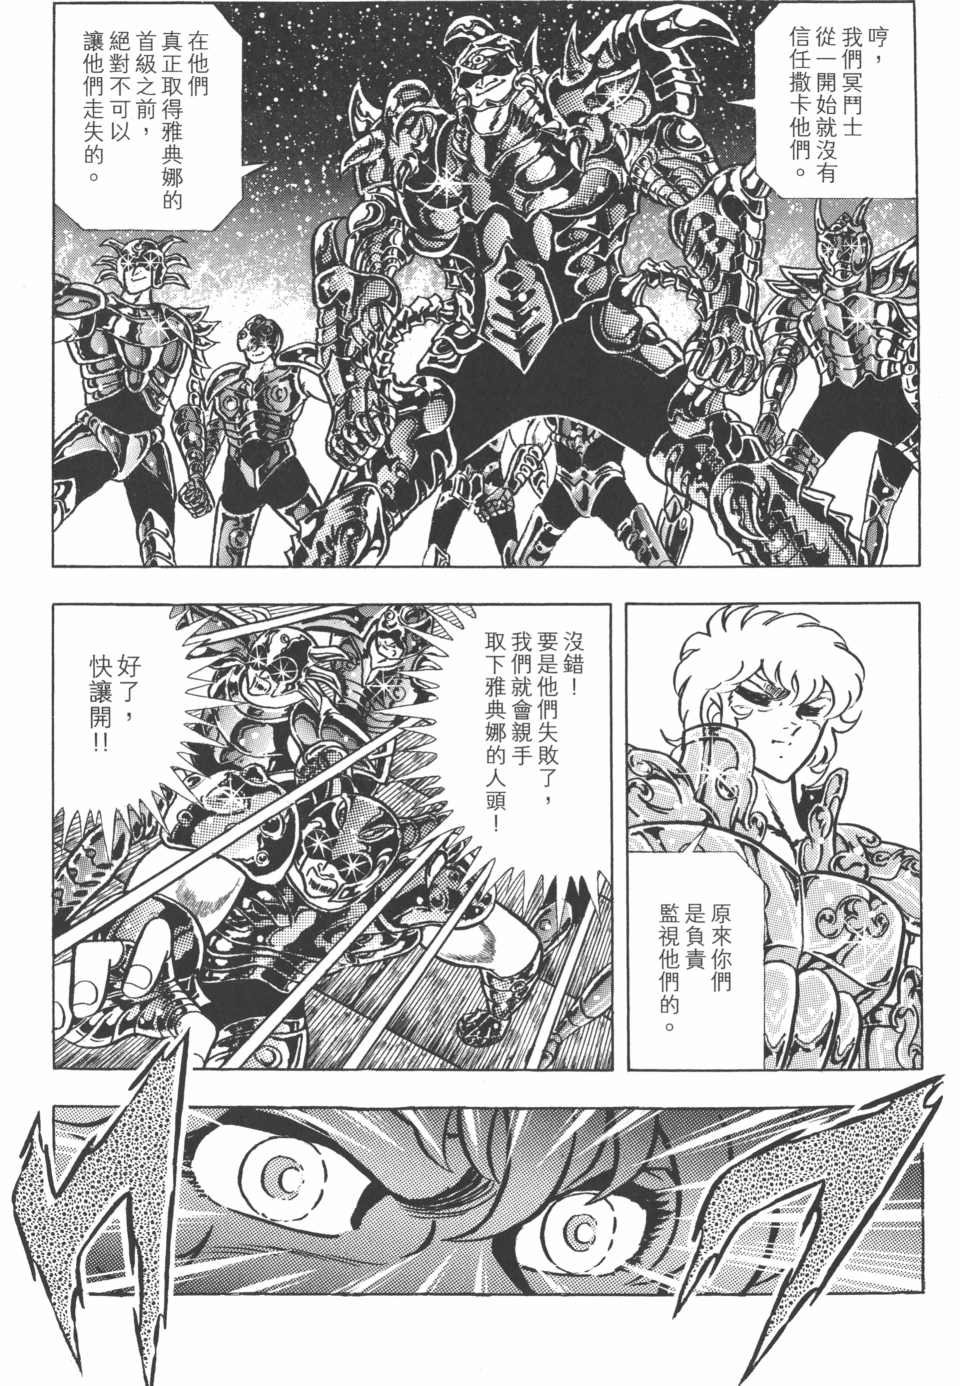 哼，
我們冥鬥士
從一開始就沒有
信任撒卡他們。
在他們
真正取得雅典娜的
首級之前，
絕對不可以
讓他們走失的。
原來你們
是負責
監視他們的。
沒錯！
要是他們失敗了，
我們就會親手
取下雅典娜的人頭！
好了，
快讓開!!